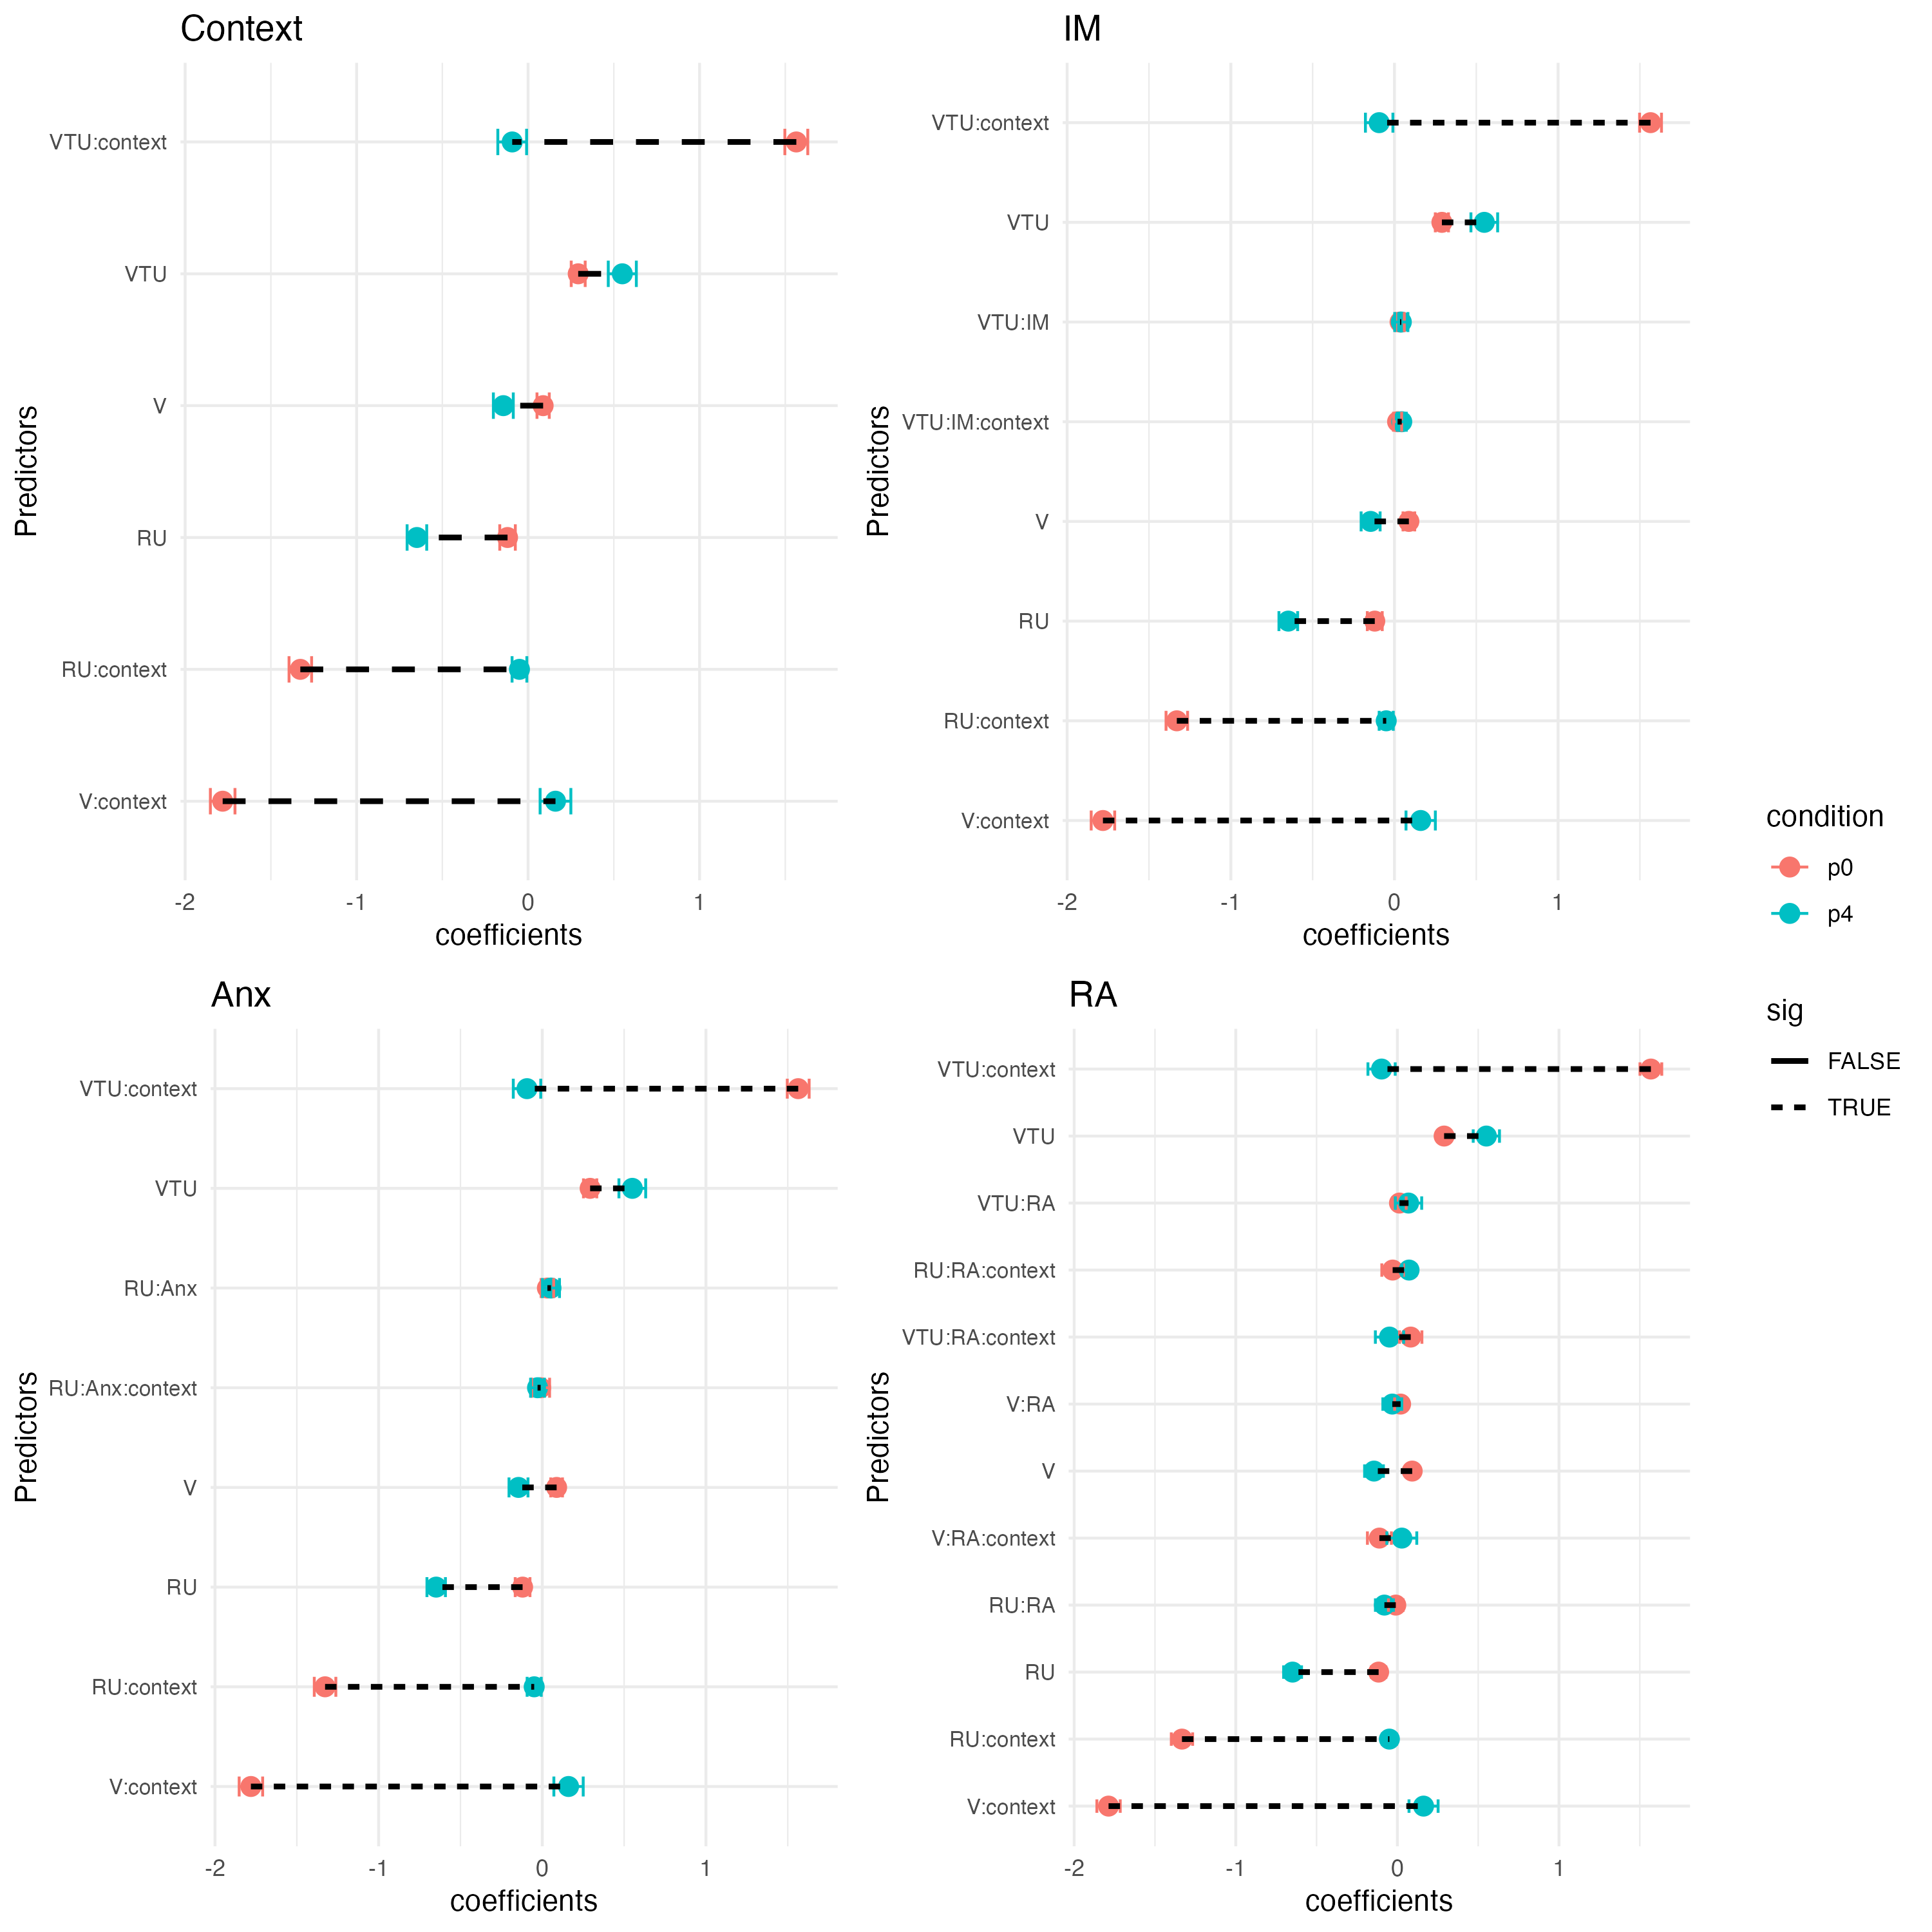 Context
Predictors
VTU:context
VTU
V
RU
RU:context
V:context
-2 -1 0 1
coefficients
IM
Predictors
VTU:context
VTU
VTU:IM
VTU:IM:context
V
RU
RU:context
V:context
-2 -1 0 1
coefficients
Anx
Predictors
VTU:context
VTU
RU:Anx
RU:Anx:context
V
RU
RU:context
V:context
-2 -1 0 1
coefficients
RA
Predictors
VTU:context
VTU
VTU:RA
RU:RA:context
VTU:RA:context
V:RA
V
V:RA:context
RU:RA
RU
RU:context
V:context
-2 -1 0 1
coefficients
condition
p0
p4
sig
FALSE
TRUE